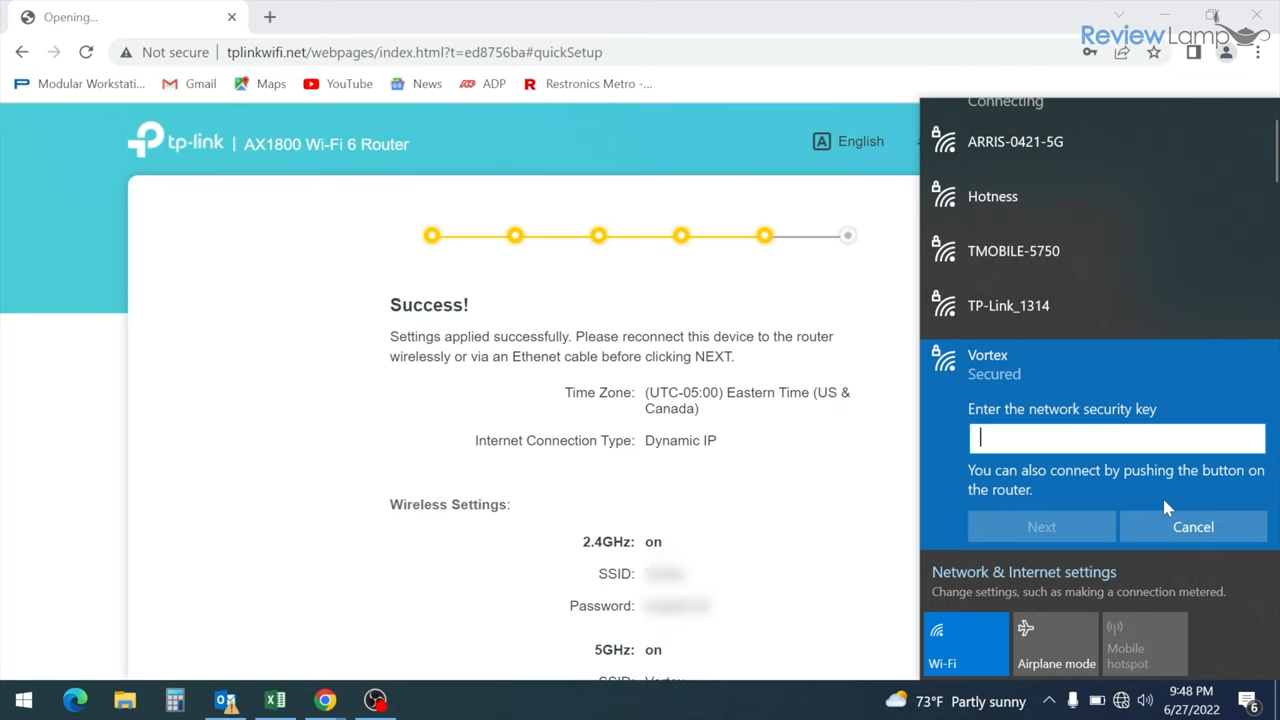 Opening...
ReviewLamp
Not secure
tplinkwifi.net/webpages/index.html?t=ed8756ba#quickSetup
Modular Workstati...
Gmail
Maps
YouTube
News
ADP
Restronics Metro -...
tp-link | AX1800 Wi-Fi 6 Router
English
Success!
Settings applied successfully. Please reconnect this device to the router
wirelessly or via an Ethenet cable before clicking NEXT.
Time Zone: (UTC-05:00) Eastern Time (US &
Canada)
Internet Connection Type: Dynamic IP
Wireless Settings:
2.4GHz: on
SSID:
Password:
5GHz: on
Connecting
ARRIS-0421-5G
Hotness
TMOBILE-5750
TP-Link_1314
Vortex
Secured
Enter the network security key
You can also connect by pushing the button on
the router.
Next
Cancel
Network & Internet settings
Change settings, such as making a connection metered.
Wi-Fi
Airplane mode
Mobile
hotspot
73°F Partly sunny
9:48 PM
6/27/2022
6